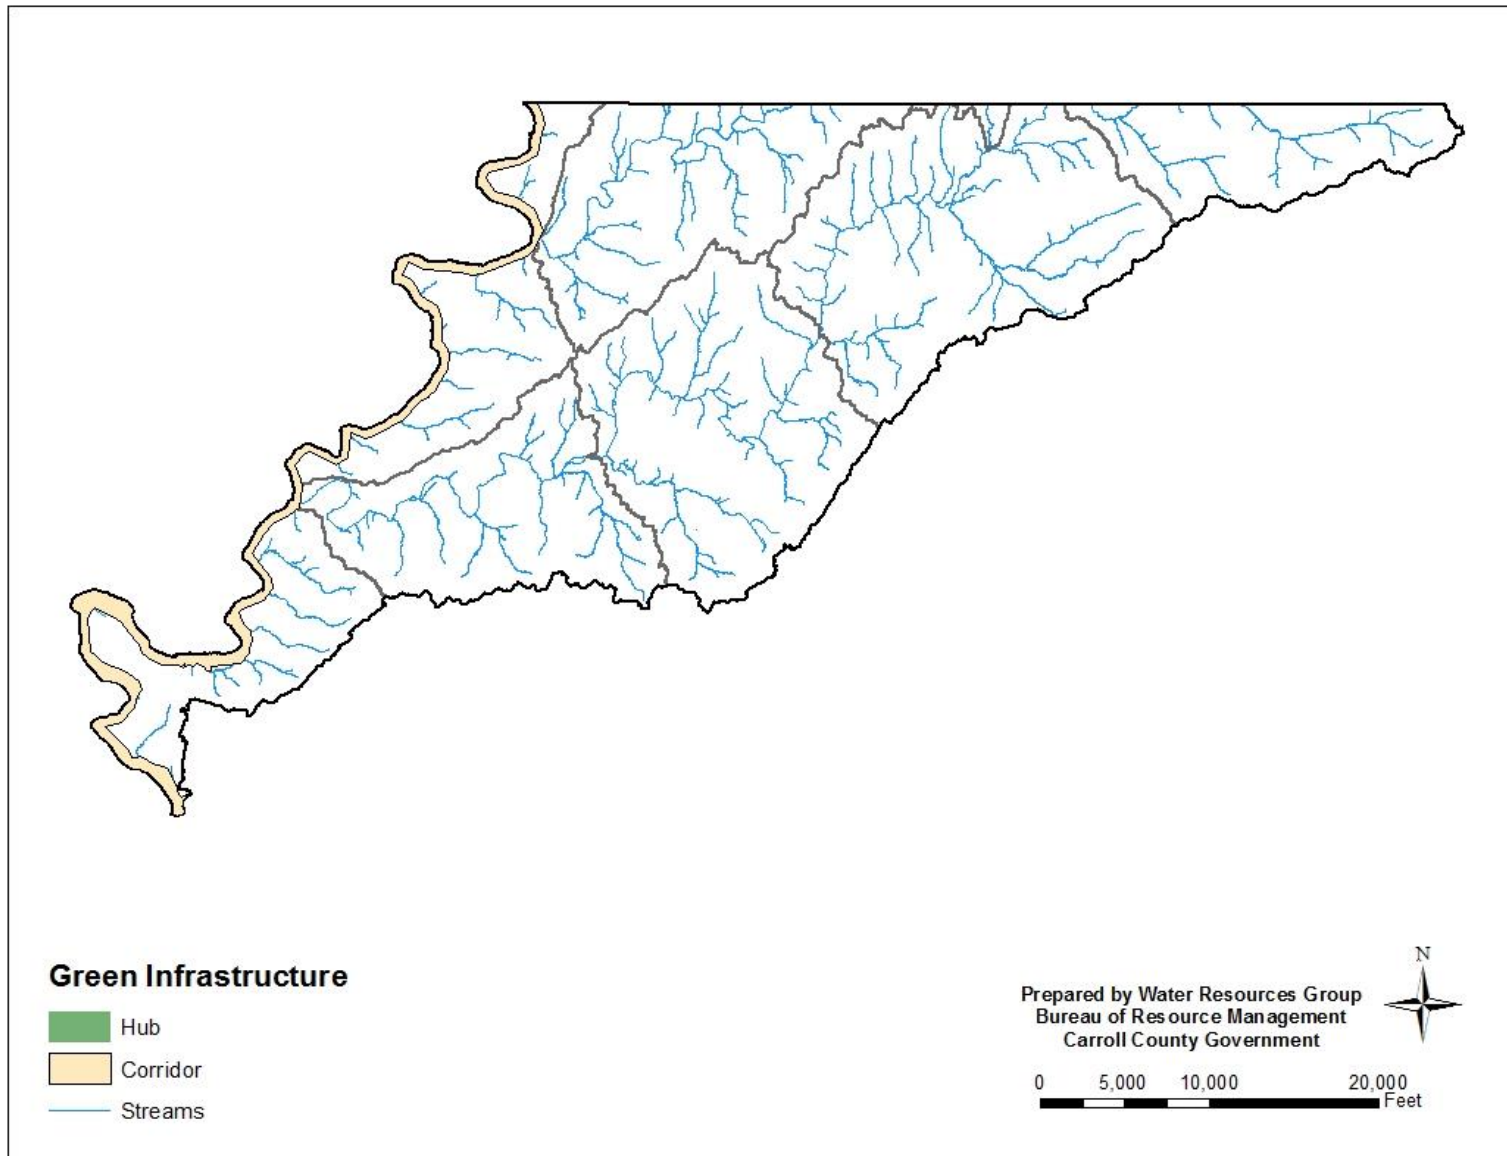 Green Infrastructure
Hub
Corridor
Streams
N
Prepared by Water Resources Group
Bureau of Resource Management
Carroll County Government
0 5,000 10,000 20,000
Feet